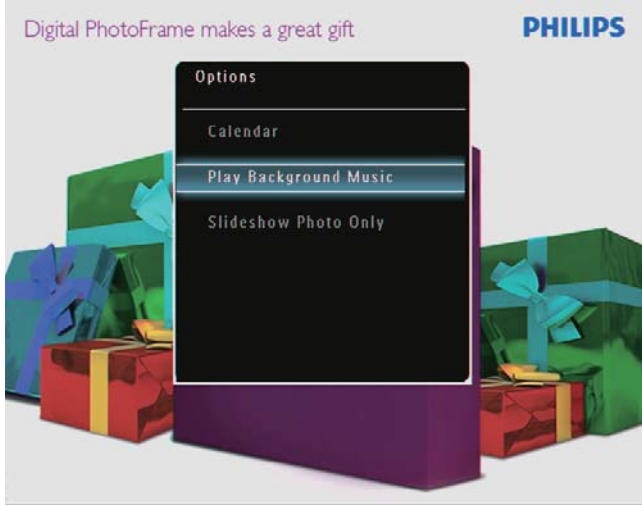 Digital PhotoFrame makes a great gift
PHILIPS
Options
Calendar
Play Background Music
Slideshow Photo Only